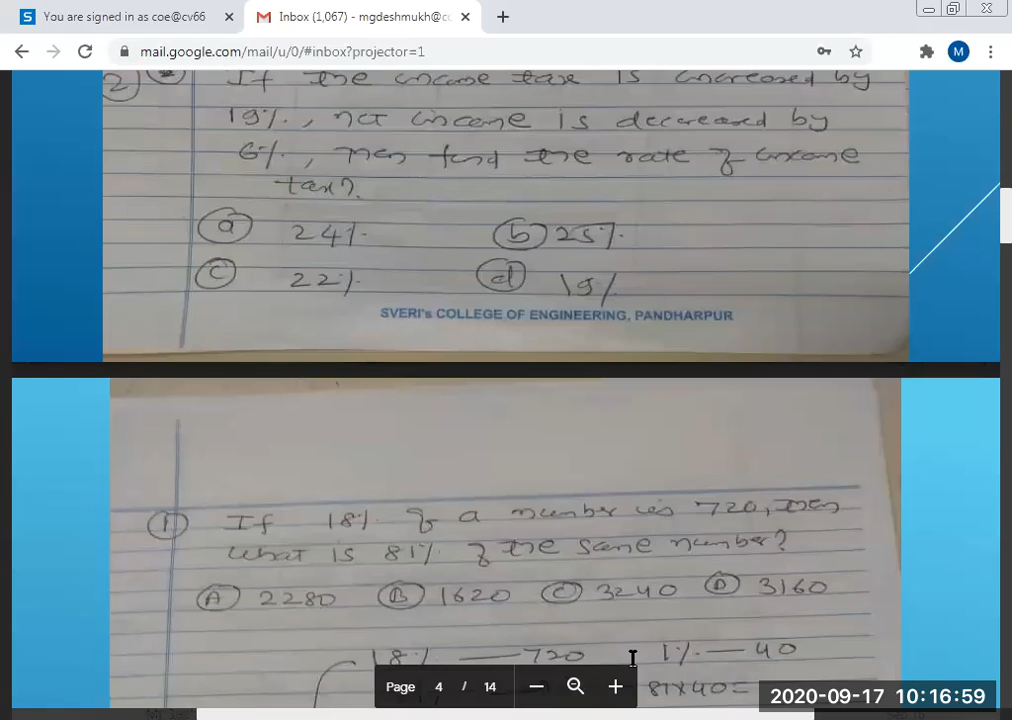 You are signed in as coe@cv66
Inbox (1,067) - mgdeshmukh@c
mail.google.com/mail/u/0/#inbox?projector=1
M
2 If the income tax is increased by
19%, net income is decreased by
6%, then find the rate of income
tax?
a 24% b 25%
c 22% d 19%
SVERI's COLLEGE OF ENGINEERING, PANDHARPUR
1 If 18% of a number is 720, then
what is 81% of the same number?
A 2280 B 1620 C 3240 D 3160
18% — 720 1% — 40
81x40=
Page 4 / 14
2020-09-17 10:16:59